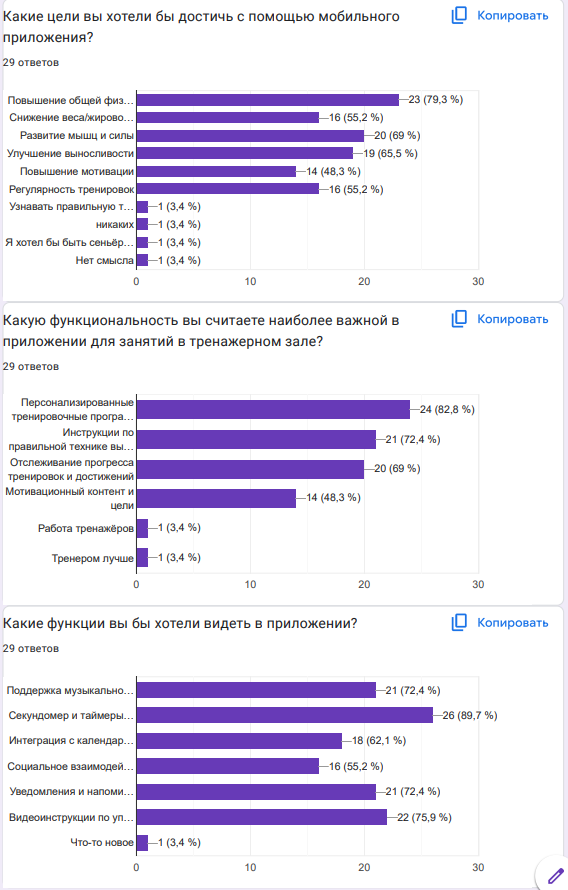 Какие цели вы хотели бы достичь с помощью мобильного
приложения?
Копировать
29 ответов
Повышение общей физ…
23 (79,3 %)
Снижение веса/жирово…
16 (55,2 %)
Развитие мышц и силы
20 (69 %)
Улучшение выносливости
19 (65,5 %)
Повышение мотивации
14 (48,3 %)
Регулярность тренировок
16 (55,2 %)
Узнавать правильную т…
1 (3,4 %)
никаких
1 (3,4 %)
Я хотел бы быть сеньёр…
1 (3,4 %)
Нет смысла
1 (3,4 %)
0 10 20 30
Какую функциональность вы считаете наиболее важной в
приложении для занятий в тренажерном зале?
Копировать
29 ответов
Персонализированные
тренировочные програ…
24 (82,8 %)
Инструкции по
правильной технике вы…
21 (72,4 %)
Отслеживание прогресса
тренировок и достижений
20 (69 %)
Мотивационный контент и
цели
14 (48,3 %)
Работа тренажёров
1 (3,4 %)
Тренером лучше
1 (3,4 %)
0 10 20 30
Какие функции вы бы хотели видеть в приложении?
Копировать
29 ответов
Поддержка музыкально…
21 (72,4 %)
Секундомер и таймеры…
26 (89,7 %)
Интеграция с календар…
18 (62,1 %)
Социальное взаимодей…
16 (55,2 %)
Уведомления и напоми…
21 (72,4 %)
Видеоинструкции по уп…
22 (75,9 %)
Что-то новое
1 (3,4 %)
0 10 20 30